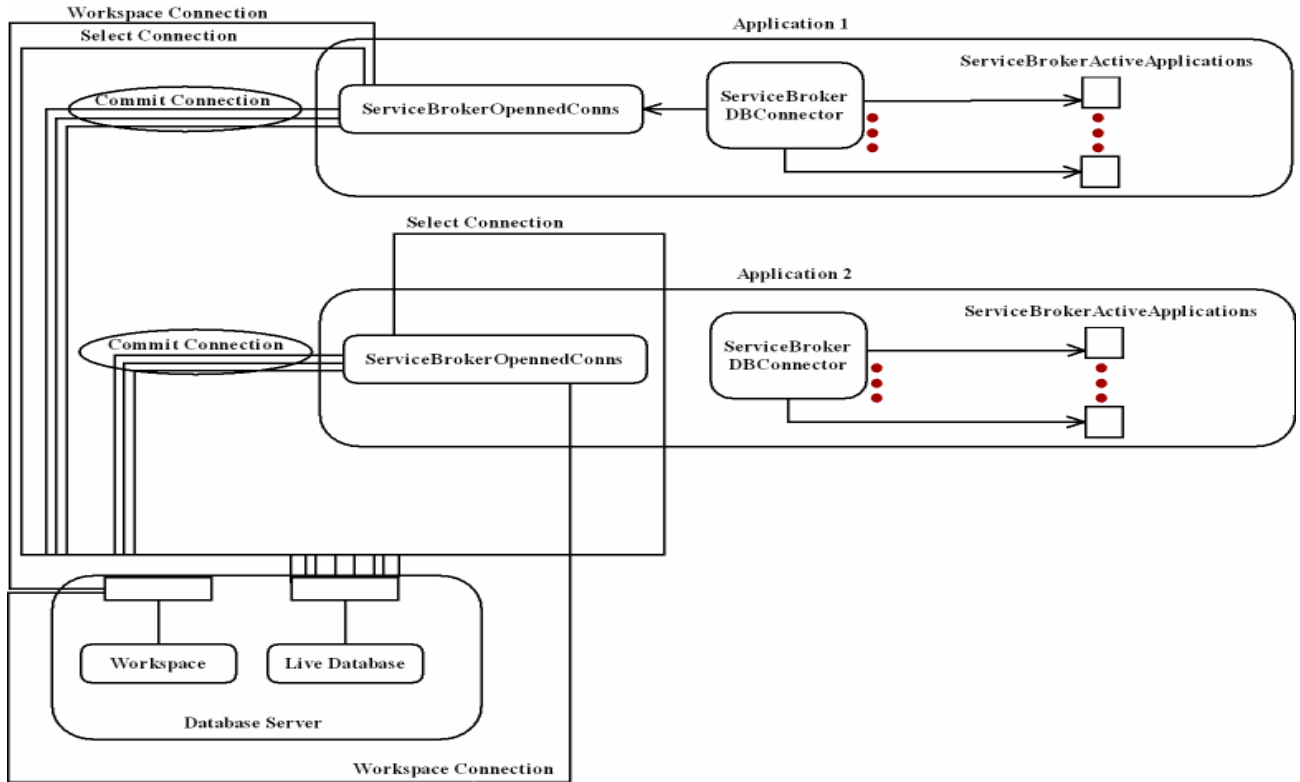 Workspace Connection
Application 1
Select Connection
ServiceBrokerActiveApplications
Commit Connection
ServiceBrokerOpennedConns
ServiceBroker
DBConnector
Select Connection
Application 2
ServiceBrokerActiveApplications
Commit Connection
ServiceBrokerOpennedConns
ServiceBroker
DBConnector
Workspace
Live Database
Database Server
Workspace Connection